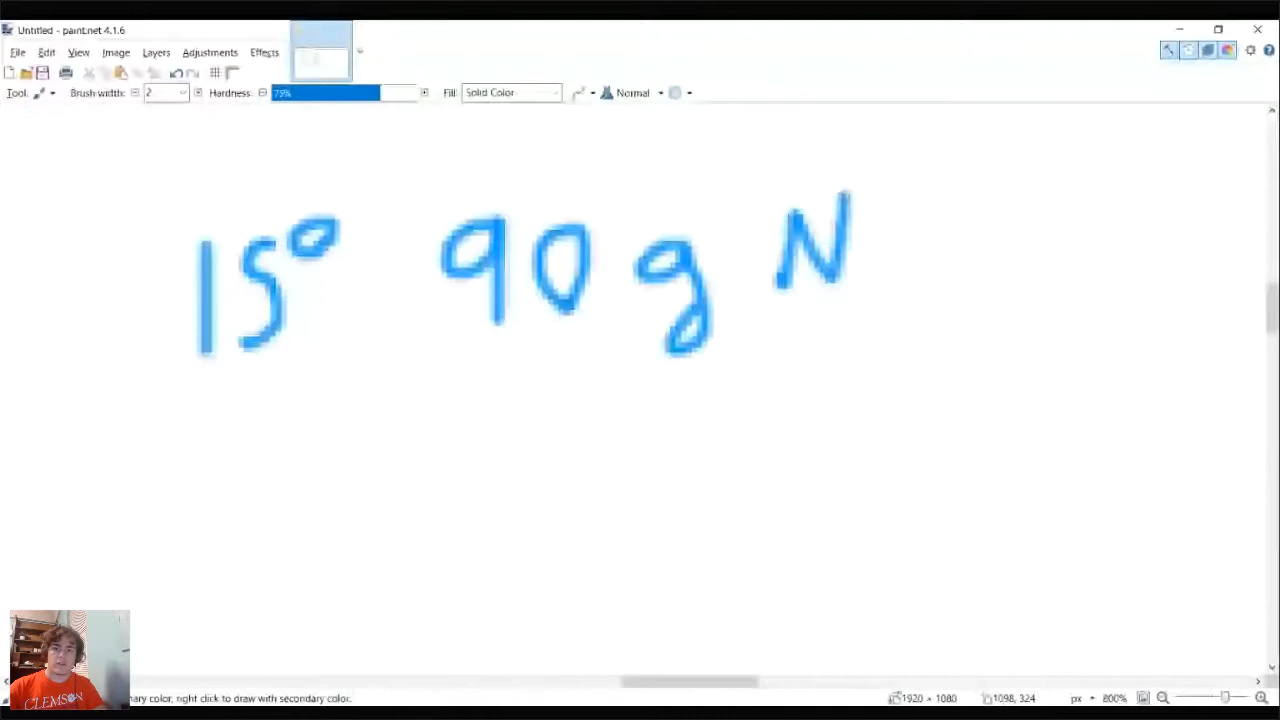 Untitled - paint.net 4.1.6
File Edit View Image Layers Adjustments Effects
Tool: Brush width: 2 Hardness: 75% Fill: Solid Color Normal
15° 90 g N
CLEMSON
ary color, right click to draw with secondary color. 1920 × 1080 1098, 324 px 800%